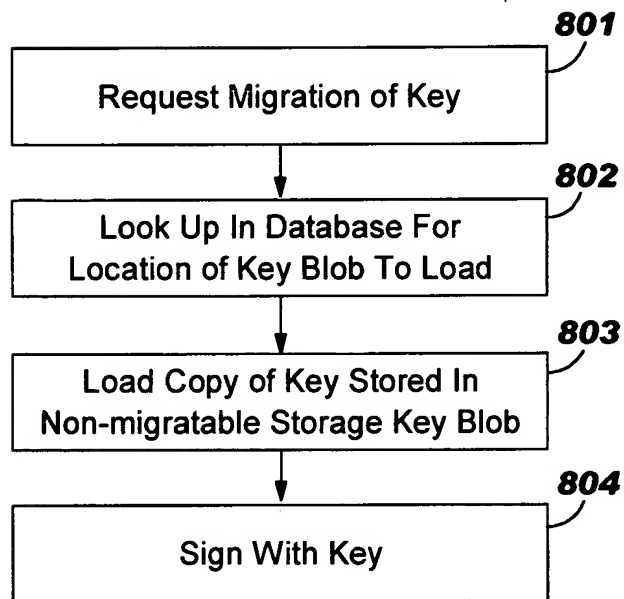 801
Request Migration of Key
802
Look Up In Database For
Location of Key Blob To Load
803
Load Copy of Key Stored In
Non-migratable Storage Key Blob
804
Sign With Key